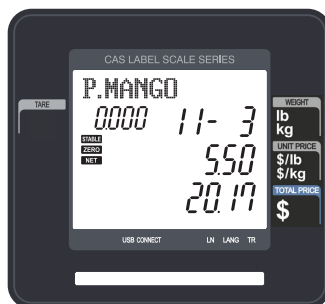 CAS LABEL SCALE SERIES
P.MANGO
0.000 11- 3
STABLE
ZERO
NET
5.50
20.17
TARE
WEIGHT
lb
kg
UNIT PRICE
$/lb
$/kg
TOTAL PRICE
$
USB CONNECT LN LANG TR